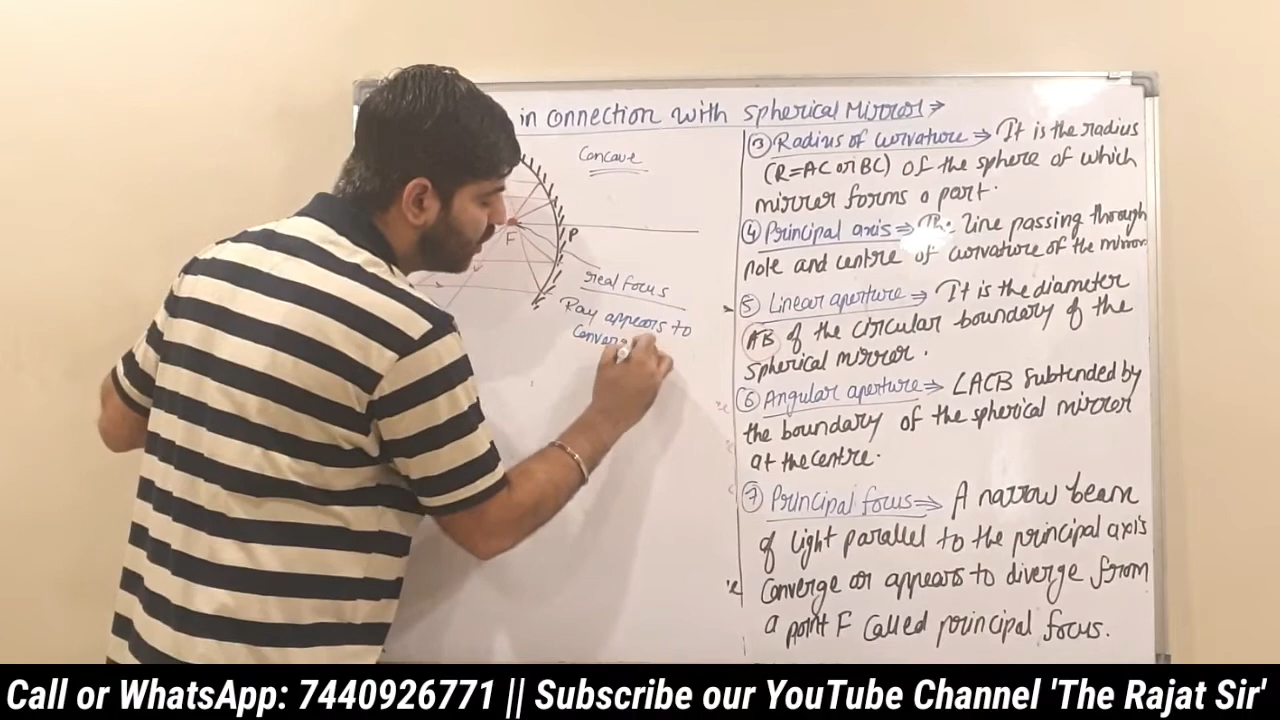 in connection with spherical Mirror →
Concave
F
P
real focus
Ray appears to
Converg
③ Radius of curvature ⇒ It is the radius
(R=AC or BC) of the sphere of which
mirror forms a part.
④ Principal axis ⇒ The line passing through
pole and centre of curvature of the mirror
⑤ Linear aperture ⇒ It is the diameter
AB of the circular boundary of the
spherical mirror.
⑥ Angular aperture ⇒ ∠ACB subtended by
the boundary of the spherical mirror
at the centre.
⑦ Principal focus ⇒ A narrow beam
of light parallel to the principal axis
converge or appears to diverge from
a point F called principal focus.
Call or WhatsApp: 7440926771 || Subscribe our YouTube Channel 'The Rajat Sir'